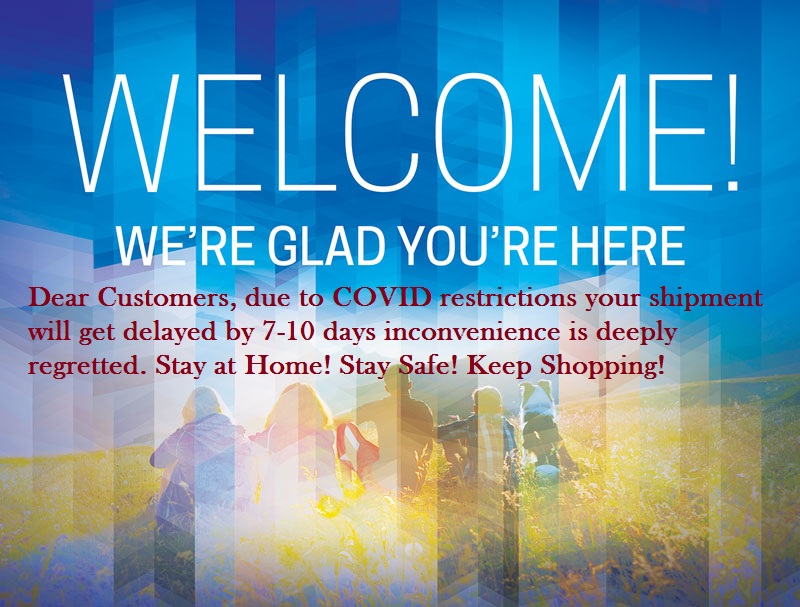 WELCOME!
WE'RE GLAD YOU'RE HERE
Dear Customers, due to COVID restrictions your shipment
will get delayed by 7-10 days inconvenience is deeply
regretted. Stay at Home! Stay Safe! Keep Shopping!